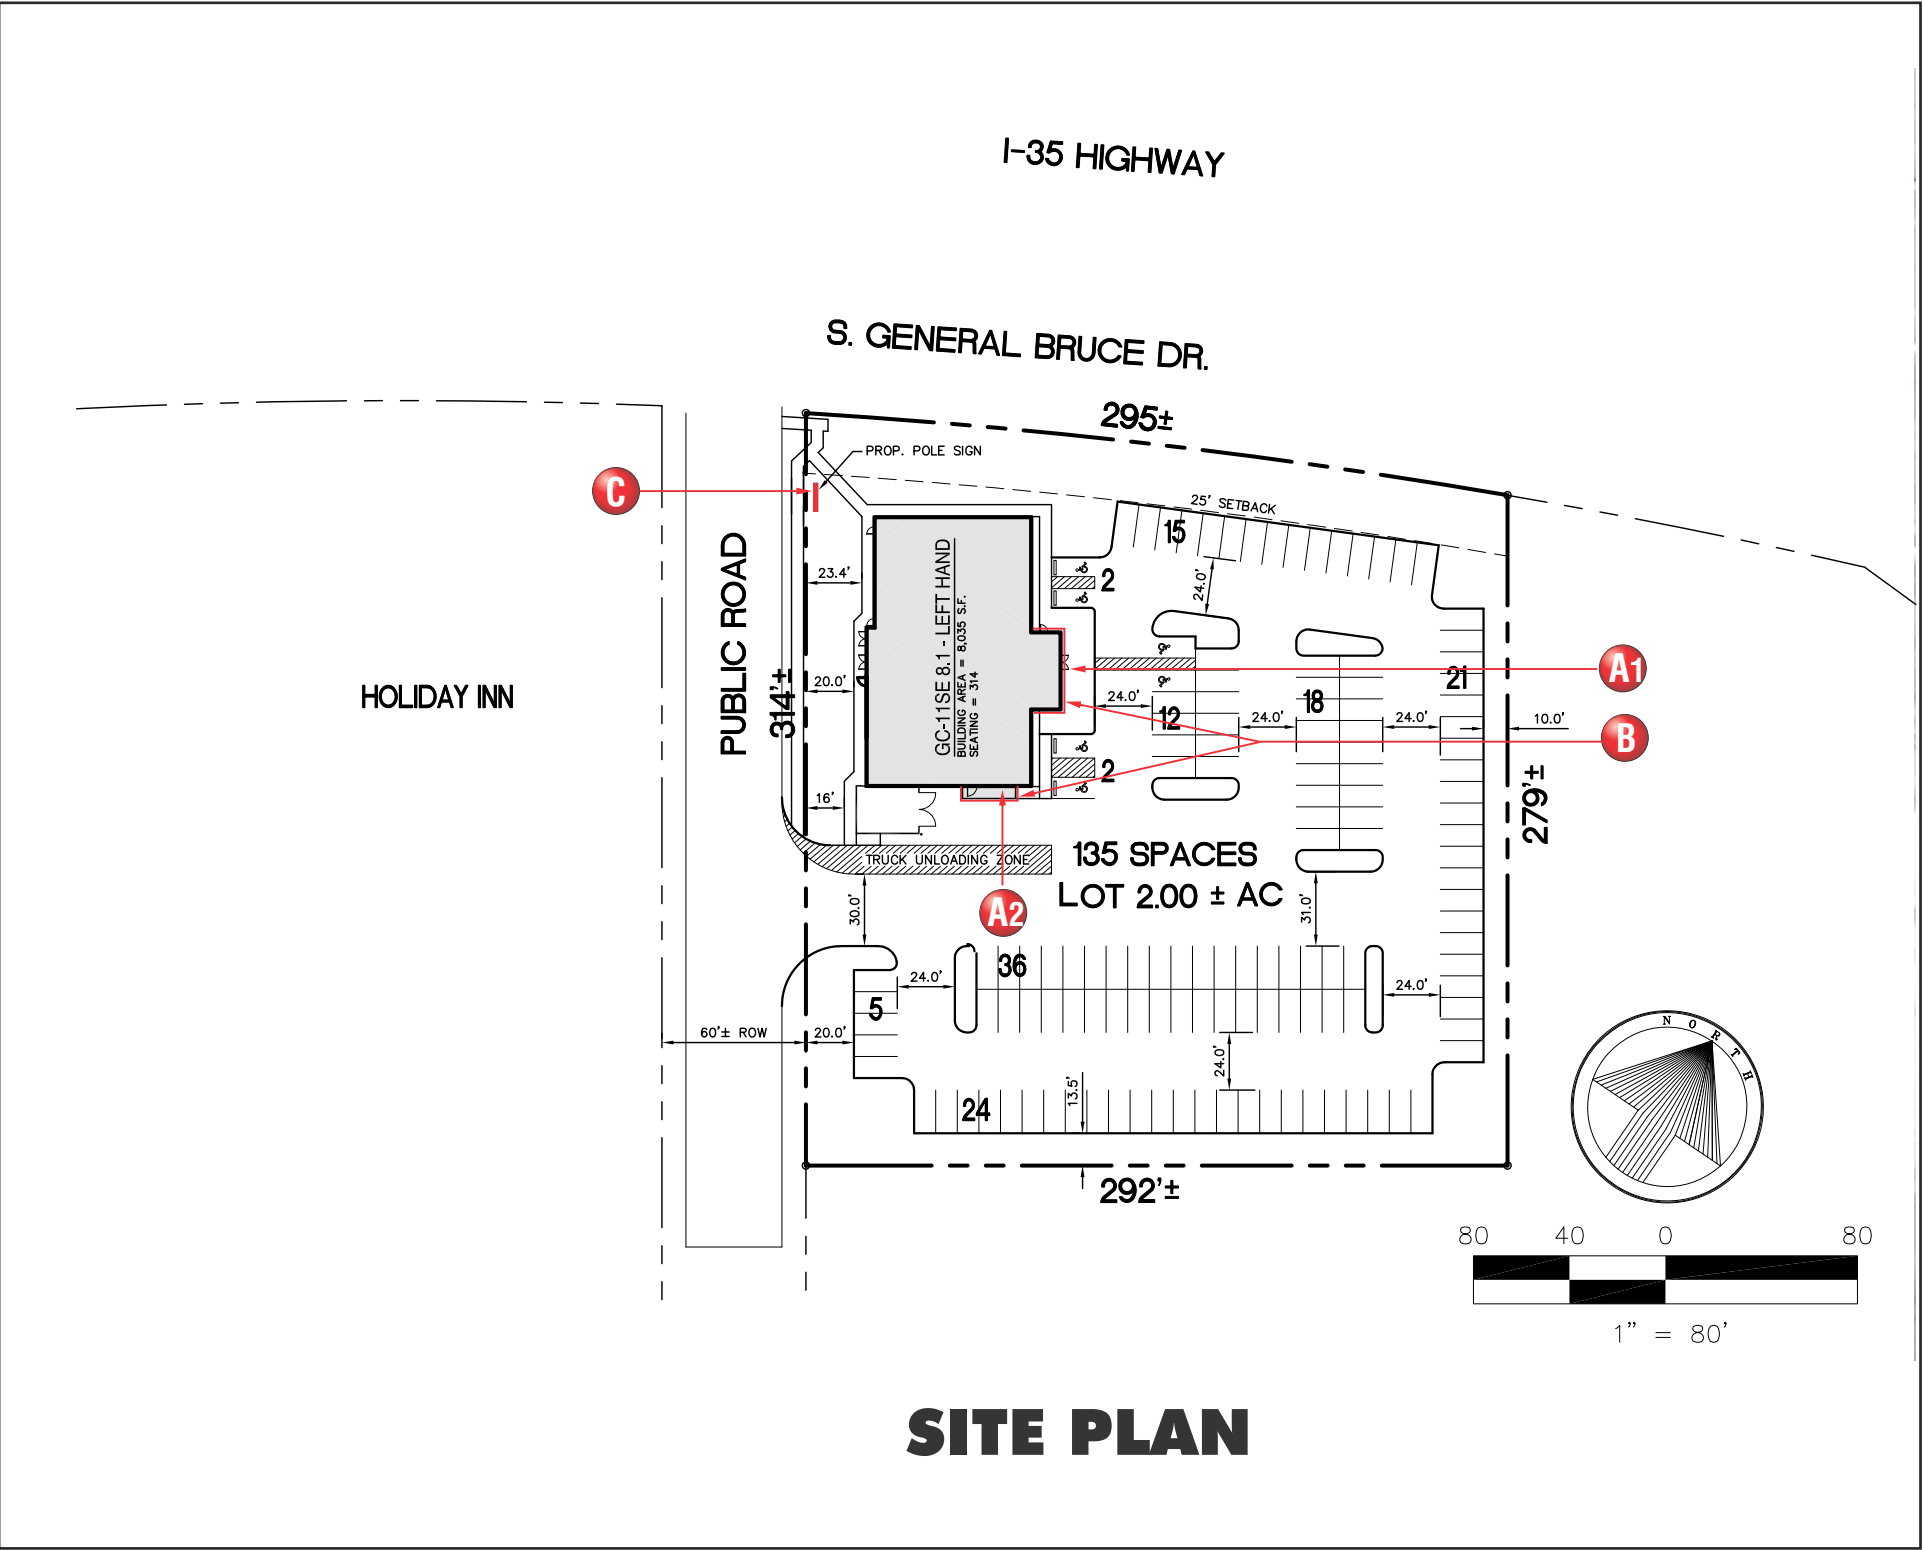 I-35 HIGHWAY
S. GENERAL BRUCE DR.
295±
PROP. POLE SIGN
C
25' SETBACK
15
2
24.0'
23.4'
PUBLIC ROAD
314'±
HOLIDAY INN
GC-11SE 8.1 - LEFT HAND
BUILDING AREA = 8,035 S.F.
SEATING = 314
A1
21
20.0'
24.0'
12
18
24.0'
24.0'
10.0'
B
2
16'
279'±
TRUCK UNLOADING ZONE
135 SPACES
LOT 2.00 ± AC
A2
30.0'
31.0'
36
24.0'
24.0'
5
60'± ROW
20.0'
24.0'
13.5'
24
292'±
NORTH
80 40 0 80
1" = 80'
SITE PLAN